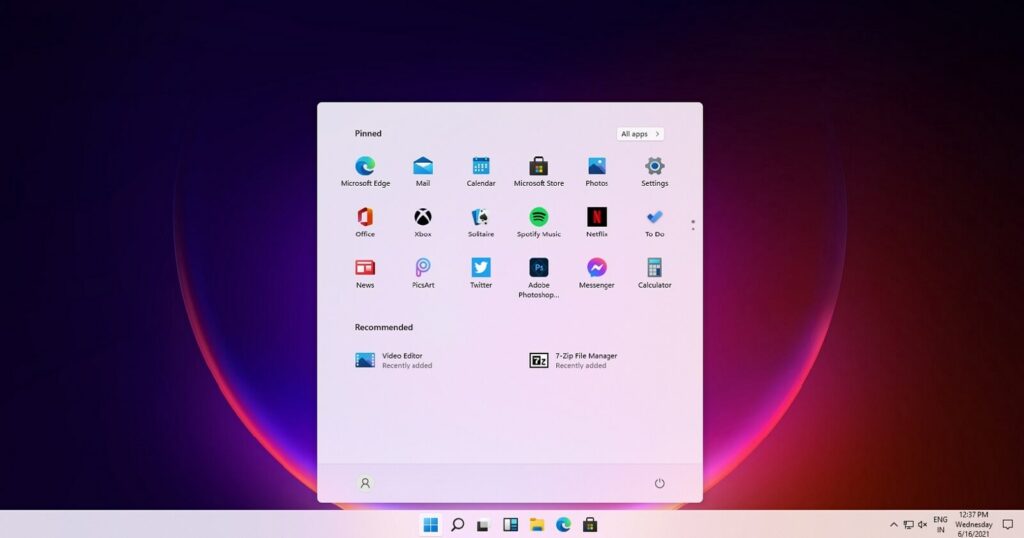 Pinned
All apps
Microsoft Edge
Mail
Calendar
Microsoft Store
Photos
Settings
Office
Xbox
Solitaire
Spotify Music
Netflix
To Do
News
PicsArt
Twitter
Adobe
Photoshop...
Messenger
Calculator
Recommended
Video Editor
Recently added
7-Zip File Manager
Recently added
ENG
IN
12:37 PM
Wednesday
6/16/2021